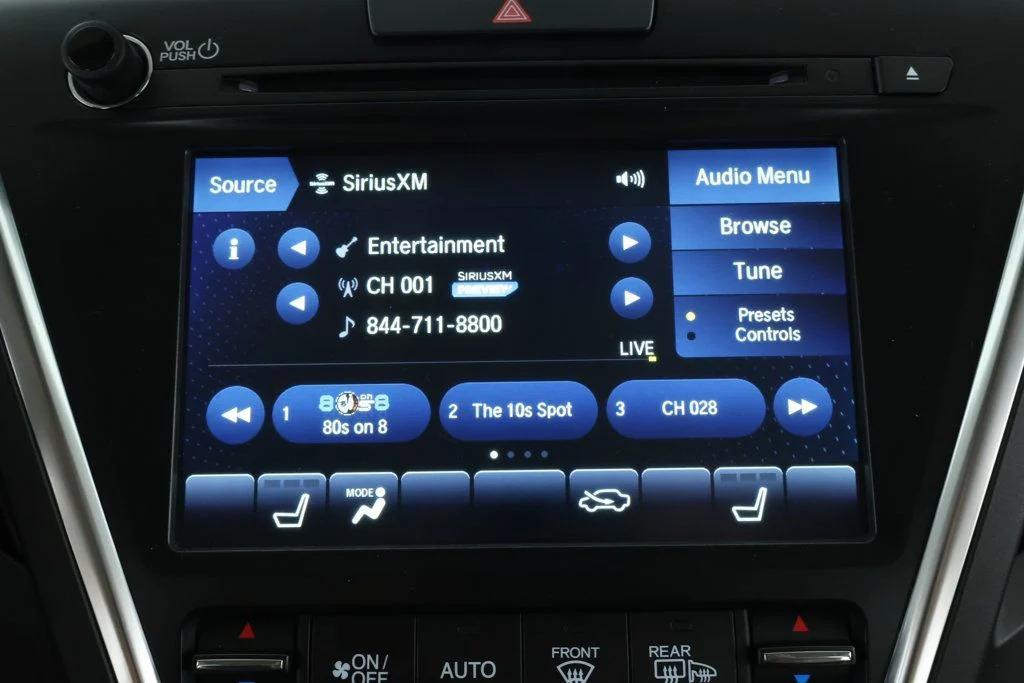 VOL
PUSH
Source
SiriusXM
Audio Menu
Browse
Entertainment
Tune
CH 001
SIRIUSXM
PREVIEW
844-711-8800
Presets
Controls
LIVE
1
80s on 8
2 The 10s Spot
3 CH 028
MODE
ON/
OFF
AUTO
FRONT
REAR